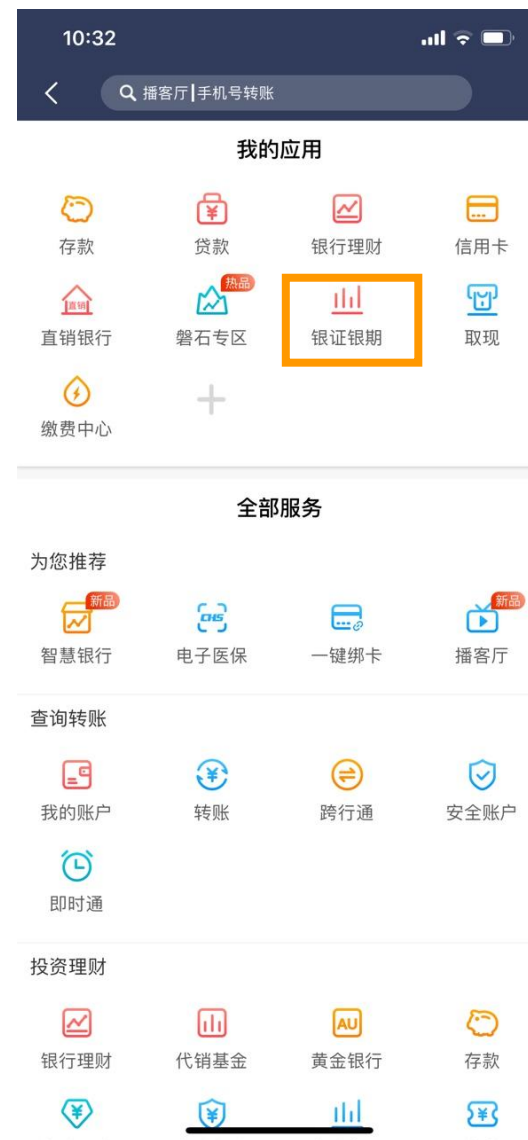 10:32
播客厅|手机号转账
我的应用
存款 贷款 银行理财 信用卡
热品
直销
直销银行 磐石专区 银证银期 取现
缴费中心
全部服务
为您推荐
新品 新品
CHS
智慧银行 电子医保 一键绑卡 播客厅
查询转账
我的账户 转账 跨行通 安全账户
即时通
投资理财
AU
银行理财 代销基金 黄金银行 存款